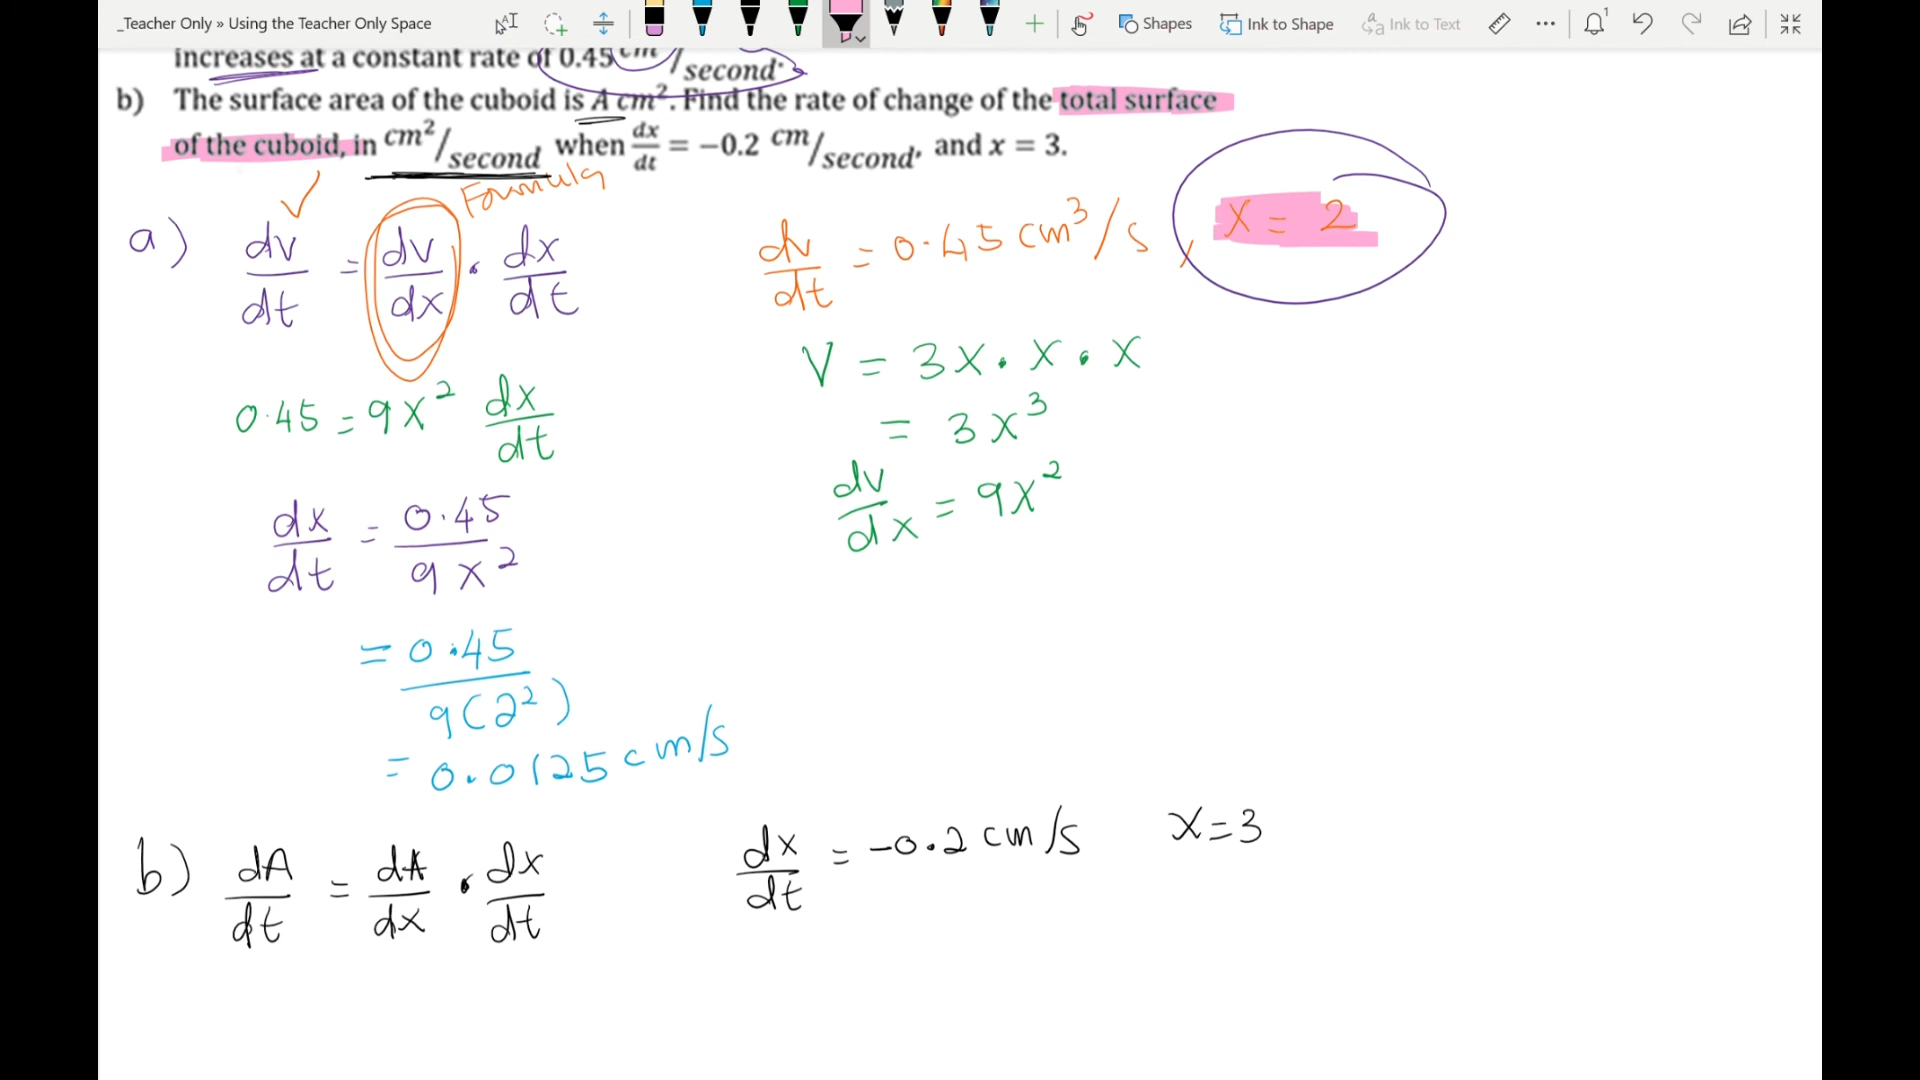 _Teacher Only » Using the Teacher Only Space
Shapes
Ink to Shape
Ink to Text
1
increases at a constant rate of 0.45 cm /second.
b) The surface area of the cuboid is A cm². Find the rate of change of the total surface
of the cuboid, in cm²/second when dx/dt = −0.2 cm/second, and x = 3.
Formula
a) dv/dt = dv/dx · dx/dt
dv/dt = 0.45 cm³/s, x = 2
V = 3x·x·x
= 3x³
0.45 = 9x² dx/dt
dv/dx = 9x²
dx/dt = 0.45/9x²
= 0.45/9(2²)
= 0.0125 cm/s
b) dA/dt = dA/dx · dx/dt
dx/dt = −0.2 cm/s x=3